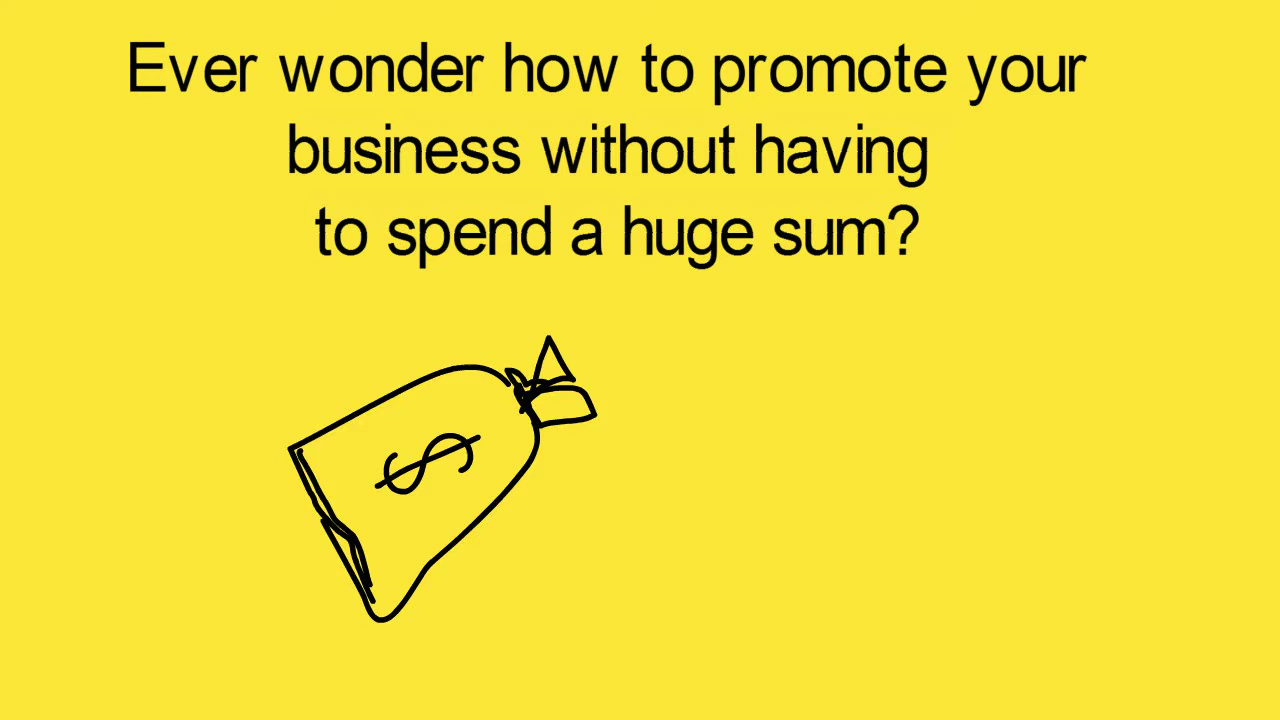 Ever wonder how to promote your
business without having
to spend a huge sum?
$